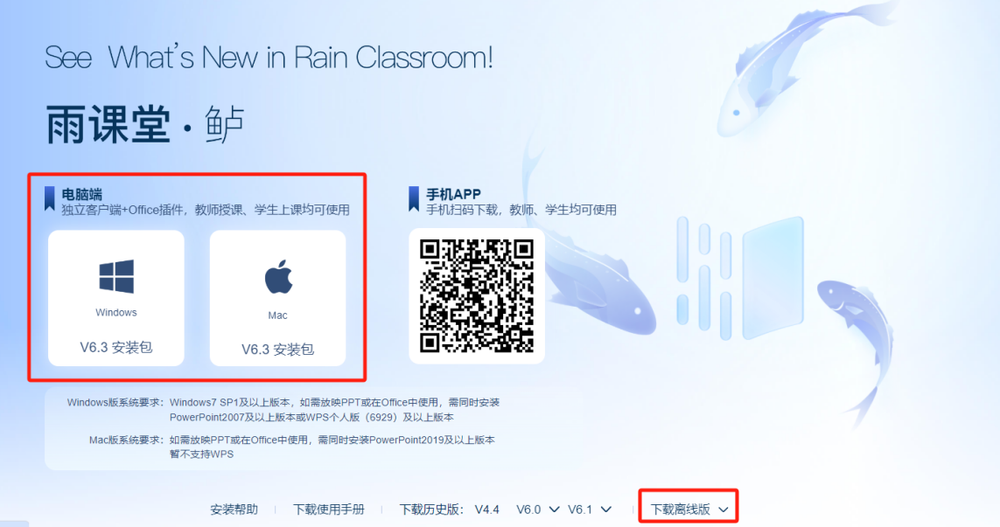 See What's New in Rain Classroom!
雨课堂·鲈
电脑端
独立客户端+Office插件，教师授课、学生上课均可使用
手机APP
手机扫码下载，教师、学生均可使用
Windows
Mac
V6.3 安装包
V6.3 安装包
Windows版系统要求：Windows7 SP1及以上版本，如需放映PPT或在Office中使用，需同时安装
PowerPoint2007及以上版本或WPS个人版（6929）及以上版本
Mac版系统要求：如需放映PPT或在Office中使用，需同时安装PowerPoint2019及以上版本
暂不支持WPS
安装帮助 | 下载使用手册 | 下载历史版： V4.4 V6.0 V6.1 | 下载离线版